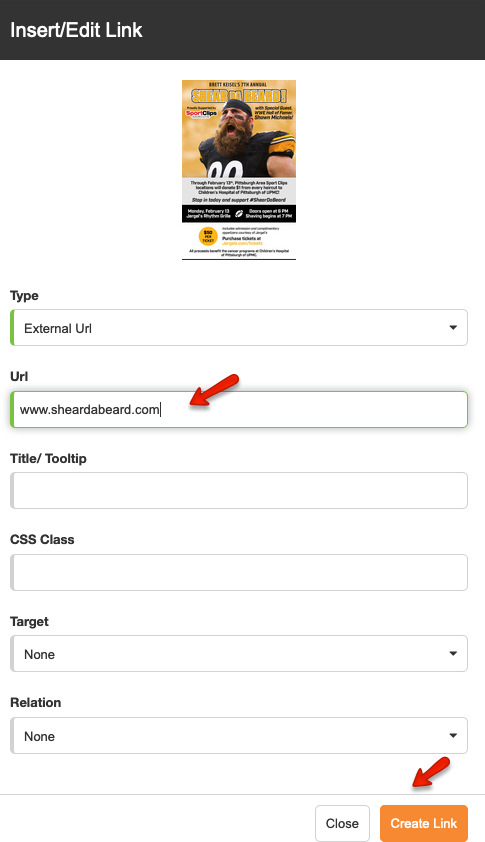 Insert/Edit Link
BRETT KEISEL'S 7TH ANNUAL
SHEAR DA BEARD
Proudly Supported by
SportClips
with Special Guest,
WWE Hall of Famer,
Shawn Michaels!
Through February 13th, Pittsburgh Area Sport Clips
locations will donate $1 from every haircut to
Children's Hospital of Pittsburgh of UPMC!
Stop in today and support #ShearDaBeard
Monday, February 13
Jergel's Rhythm Grille
Doors open at 6 PM
Shaving begins at 7 PM
$50
PER
TICKET
Includes admission and complimentary
appetizers courtesy of Jergel's
Purchase tickets at
All proceeds benefit the cancer programs at Children's Hospital
of Pittsburgh of UPMC.
Type
External Url
Url
www.sheardabeard.com
Title/ Tooltip
CSS Class
Target
None
Relation
None
Close
Create Link